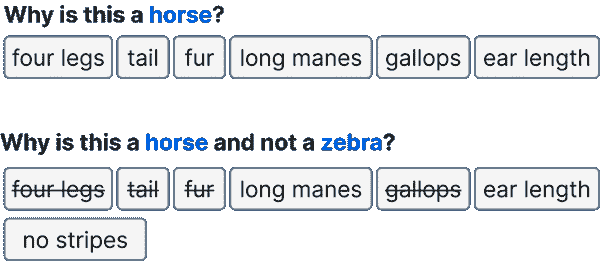 Why is this a horse?
four legs tail fur long manes gallops ear length
Why is this a horse and not a zebra?
four legs tail fur long manes gallops ear length
no stripes